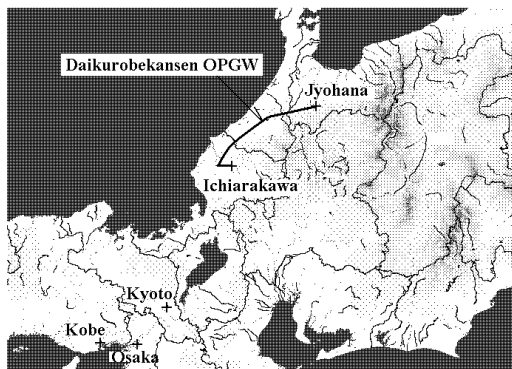 Daikurobekansen OPGW
Jyohana
Ichiarakawa
Kyoto
Kobe
Osaka